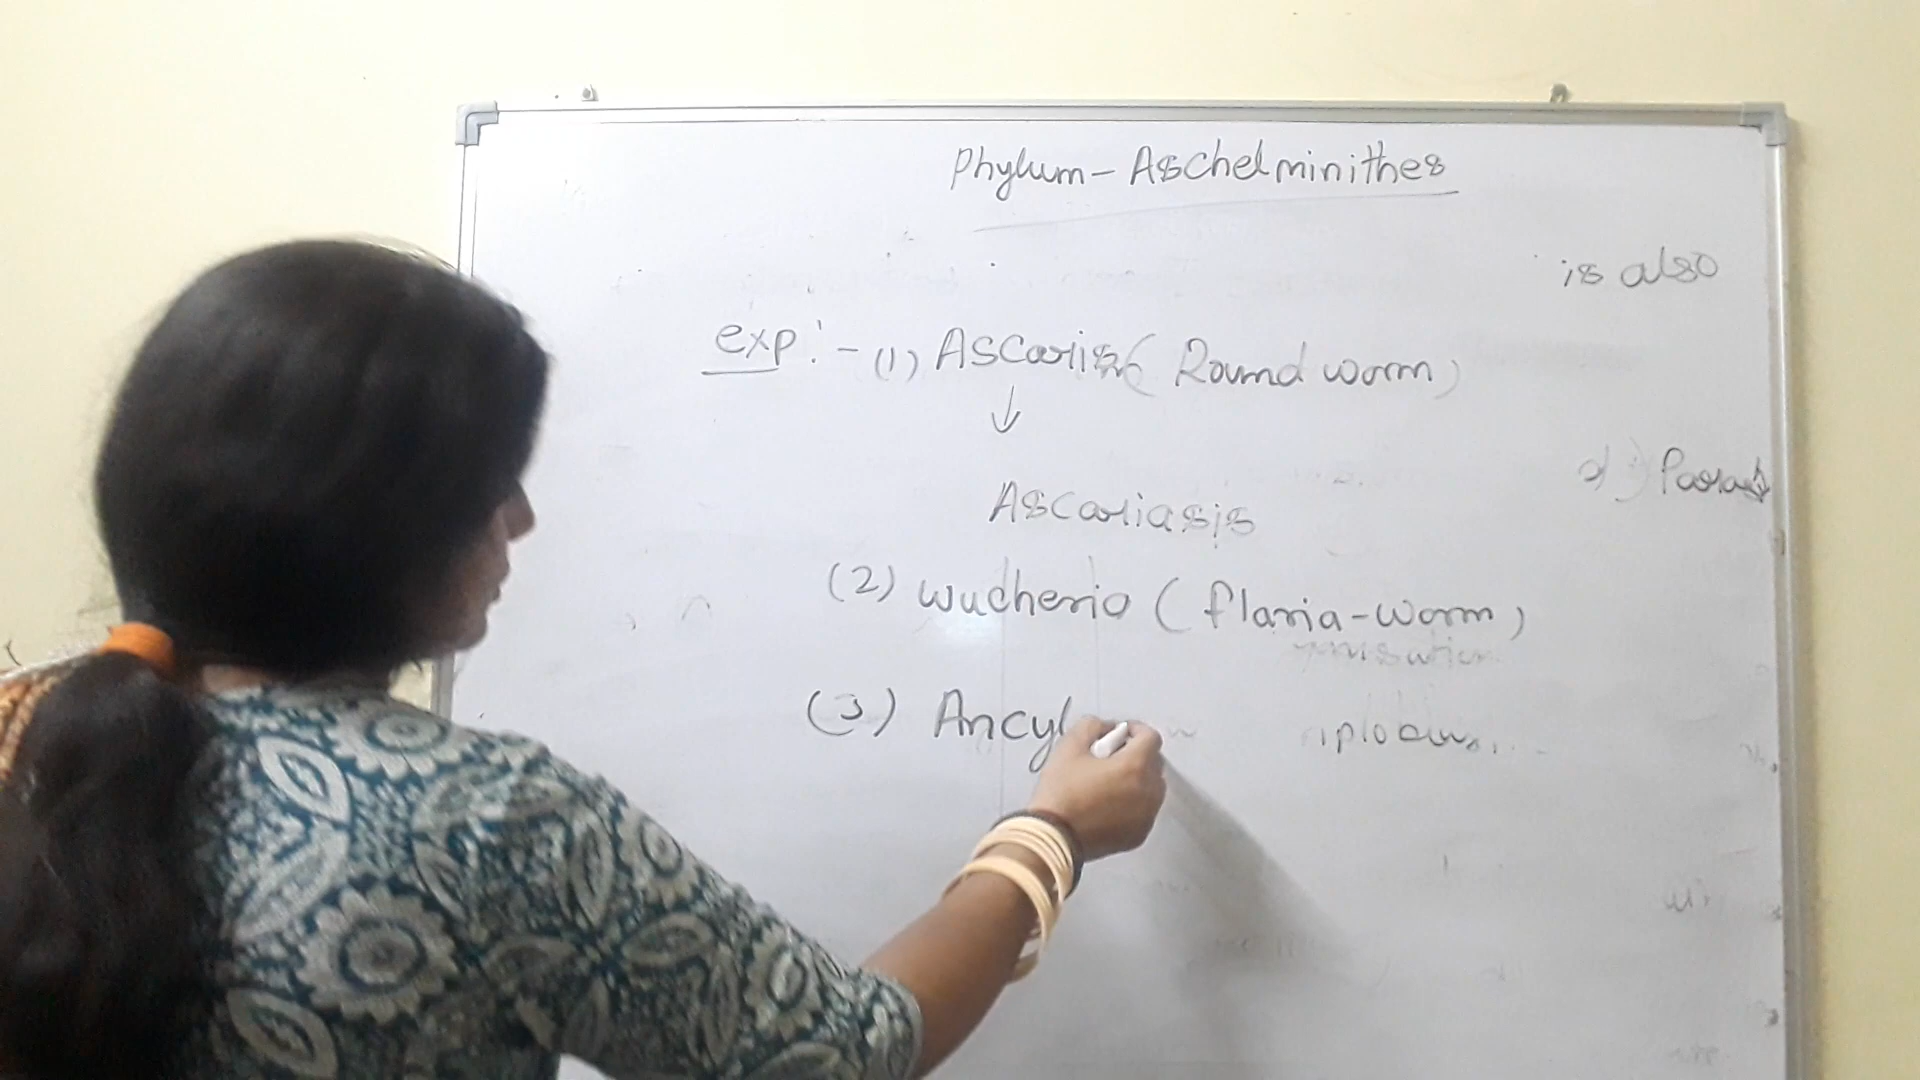 Phylum - Aschelminithes
is also
exp:- (1) Ascaris ( Round worm)
↓
Ascariasis
(2) wucheria ( flaria-worm)
(3) Ancyl